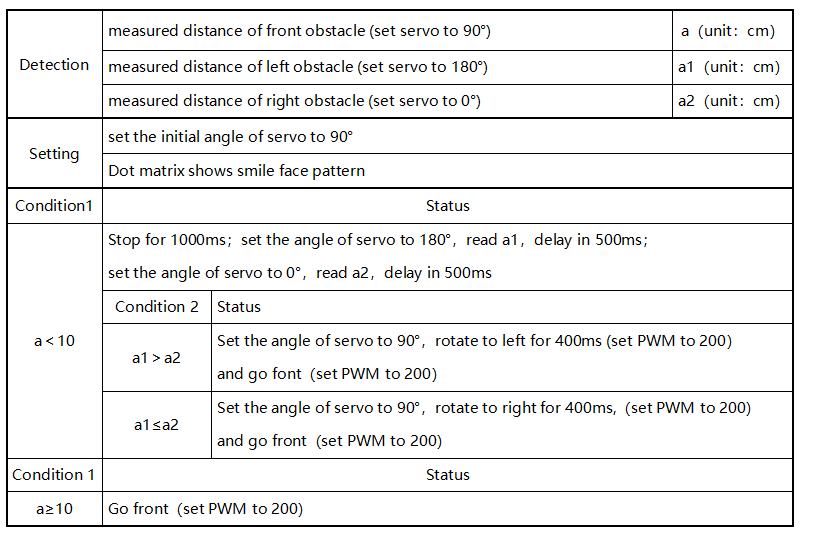 Detection
measured distance of front obstacle (set servo to 90°)
a（unit：cm）
measured distance of left obstacle (set servo to 180°)
a1（unit：cm）
measured distance of right obstacle (set servo to 0°)
a2（unit：cm）
Setting
set the initial angle of servo to 90°
Dot matrix shows smile face pattern
Condition1
Status
a＜10
Stop for 1000ms；set the angle of servo to 180°，read a1，delay in 500ms；
set the angle of servo to 0°，read a2，delay in 500ms
Condition 2
Status
a1＞a2
Set the angle of servo to 90°，rotate to left for 400ms (set PWM to 200)
and go font（set PWM to 200）
a1≤a2
Set the angle of servo to 90°，rotate to right for 400ms,（set PWM to 200)
and go front（set PWM to 200）
Condition 1
Status
a≥10
Go front（set PWM to 200）